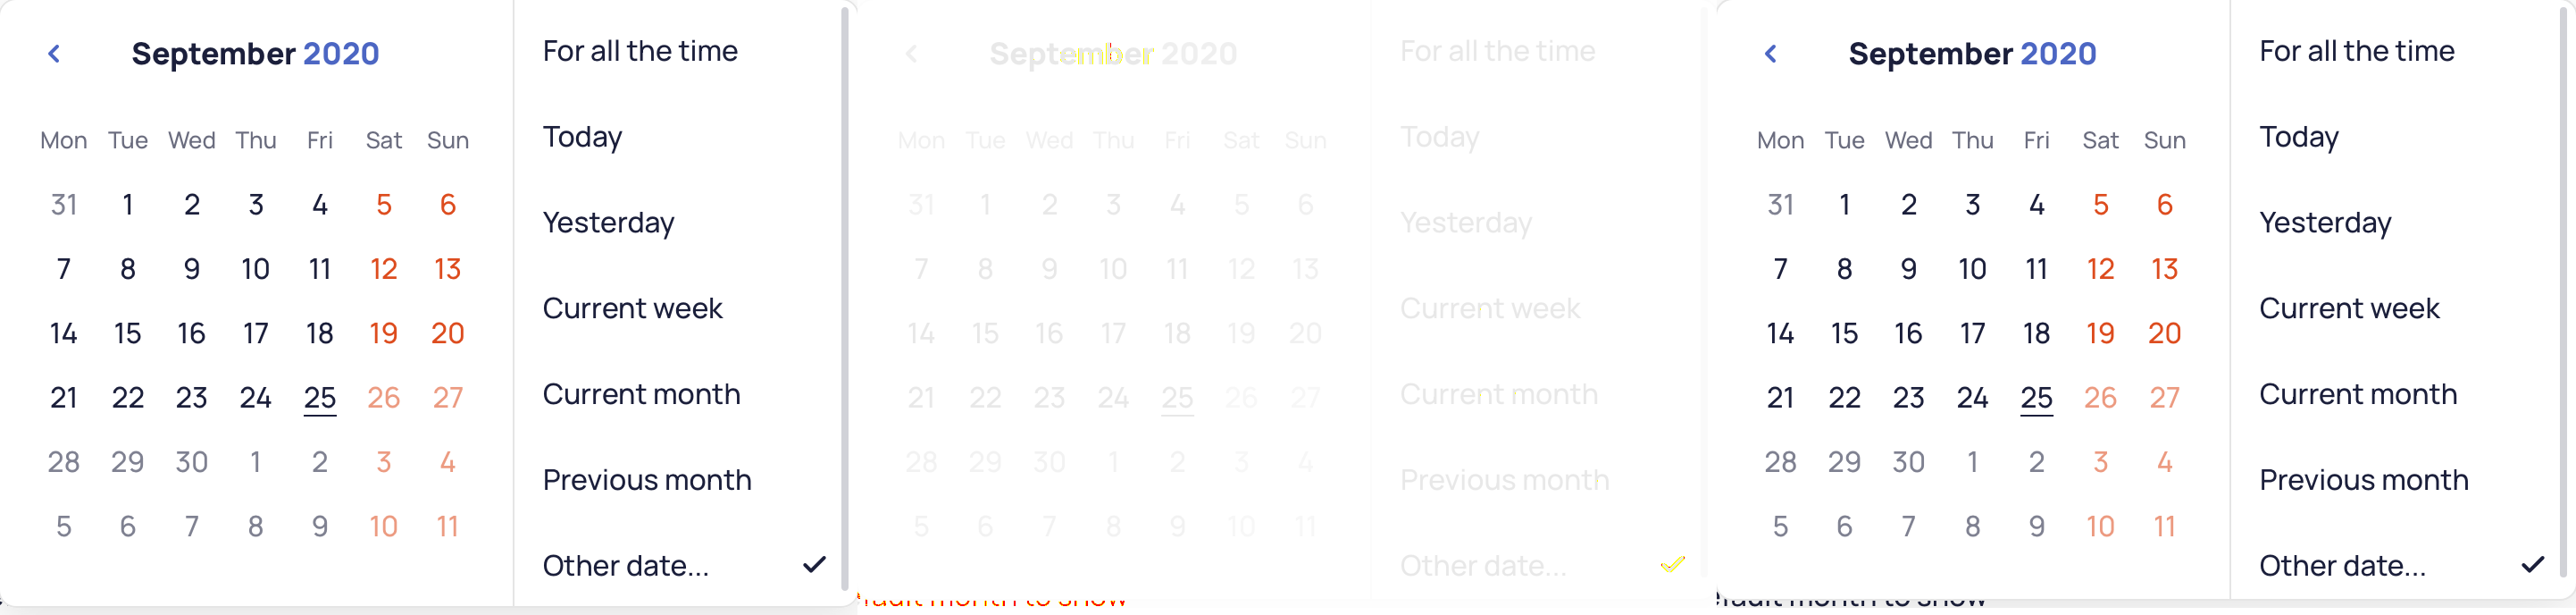 September 2020
Mon Tue Wed Thu Fri Sat Sun
31 1 2 3 4 5 6
7 8 9 10 11 12 13
14 15 16 17 18 19 20
21 22 23 24 25 26 27
28 29 30 1 2 3 4
5 6 7 8 9 10 11
For all the time
Today
Yesterday
Current week
Current month
Previous month
Other date...
September 2020
Mon Tue Wed Thu Fri Sat Sun
31 1 2 3 4 5 6
7 8 9 10 11 12 13
14 15 16 17 18 19 20
21 22 23 24 25 26 27
28 29 30 1 2 3 4
5 6 7 8 9 10 11
For all the time
Today
Yesterday
Current week
Current month
Previous month
Other date...
fault month to show
September 2020
Mon Tue Wed Thu Fri Sat Sun
31 1 2 3 4 5 6
7 8 9 10 11 12 13
14 15 16 17 18 19 20
21 22 23 24 25 26 27
28 29 30 1 2 3 4
5 6 7 8 9 10 11
For all the time
Today
Yesterday
Current week
Current month
Previous month
Other date...
fault month to show